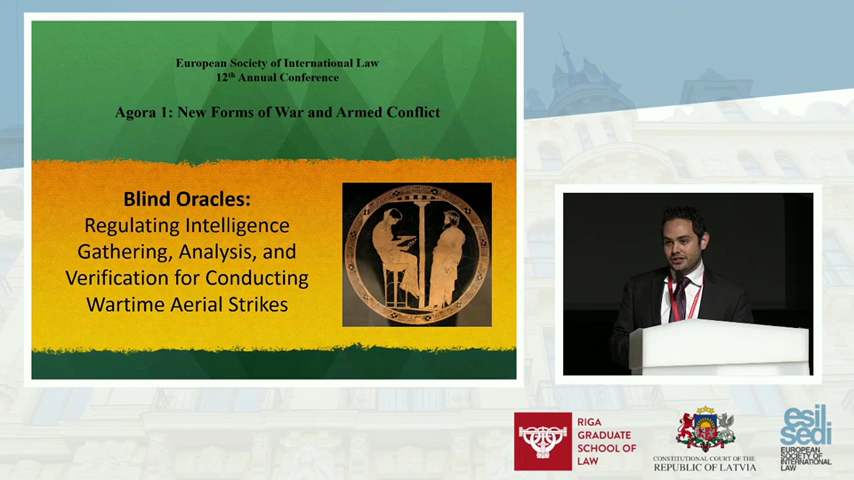 European Society of International Law
12th Annual Conference
Agora 1: New Forms of War and Armed Conflict
Blind Oracles:
Regulating Intelligence
Gathering, Analysis, and
Verification for Conducting
Wartime Aerial Strikes
RIGA
GRADUATE
SCHOOL OF
LAW
CONSTITUTIONAL COURT OF THE
REPUBLIC OF LATVIA
esil
sedi
EUROPEAN
SOCIETY OF
INTERNATIONAL
LAW